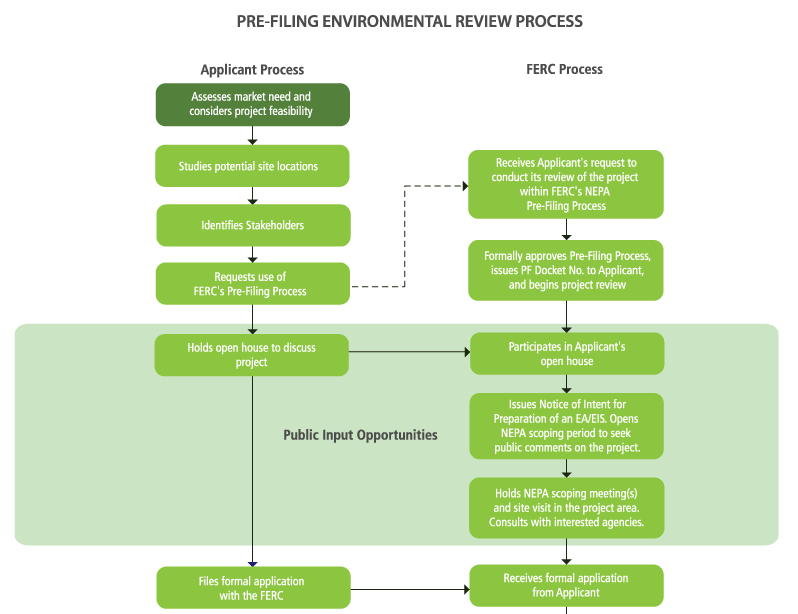 PRE-FILING ENVIRONMENTAL REVIEW PROCESS
Applicant Process
Assesses market need and
considers project feasibility
Studies potential site locations
Identifies Stakeholders
Requests use of
FERC's Pre-Filing Process
Holds open house to discuss
project
Files formal application
with the FERC
FERC Process
Receives Applicant's request to
conduct its review of the project
within FERC's NEPA
Pre-Filing Process
Formally approves Pre-Filing Process,
issues PF Docket No. to Applicant,
and begins project review
Participates in Applicant's
open house
Issues Notice of Intent for
Preparation of an EA/EIS. Opens
NEPA scoping period to seek
public comments on the project.
Holds NEPA scoping meeting(s)
and site visit in the project area.
Consults with interested agencies.
Receives formal application
from Applicant
Public Input Opportunities